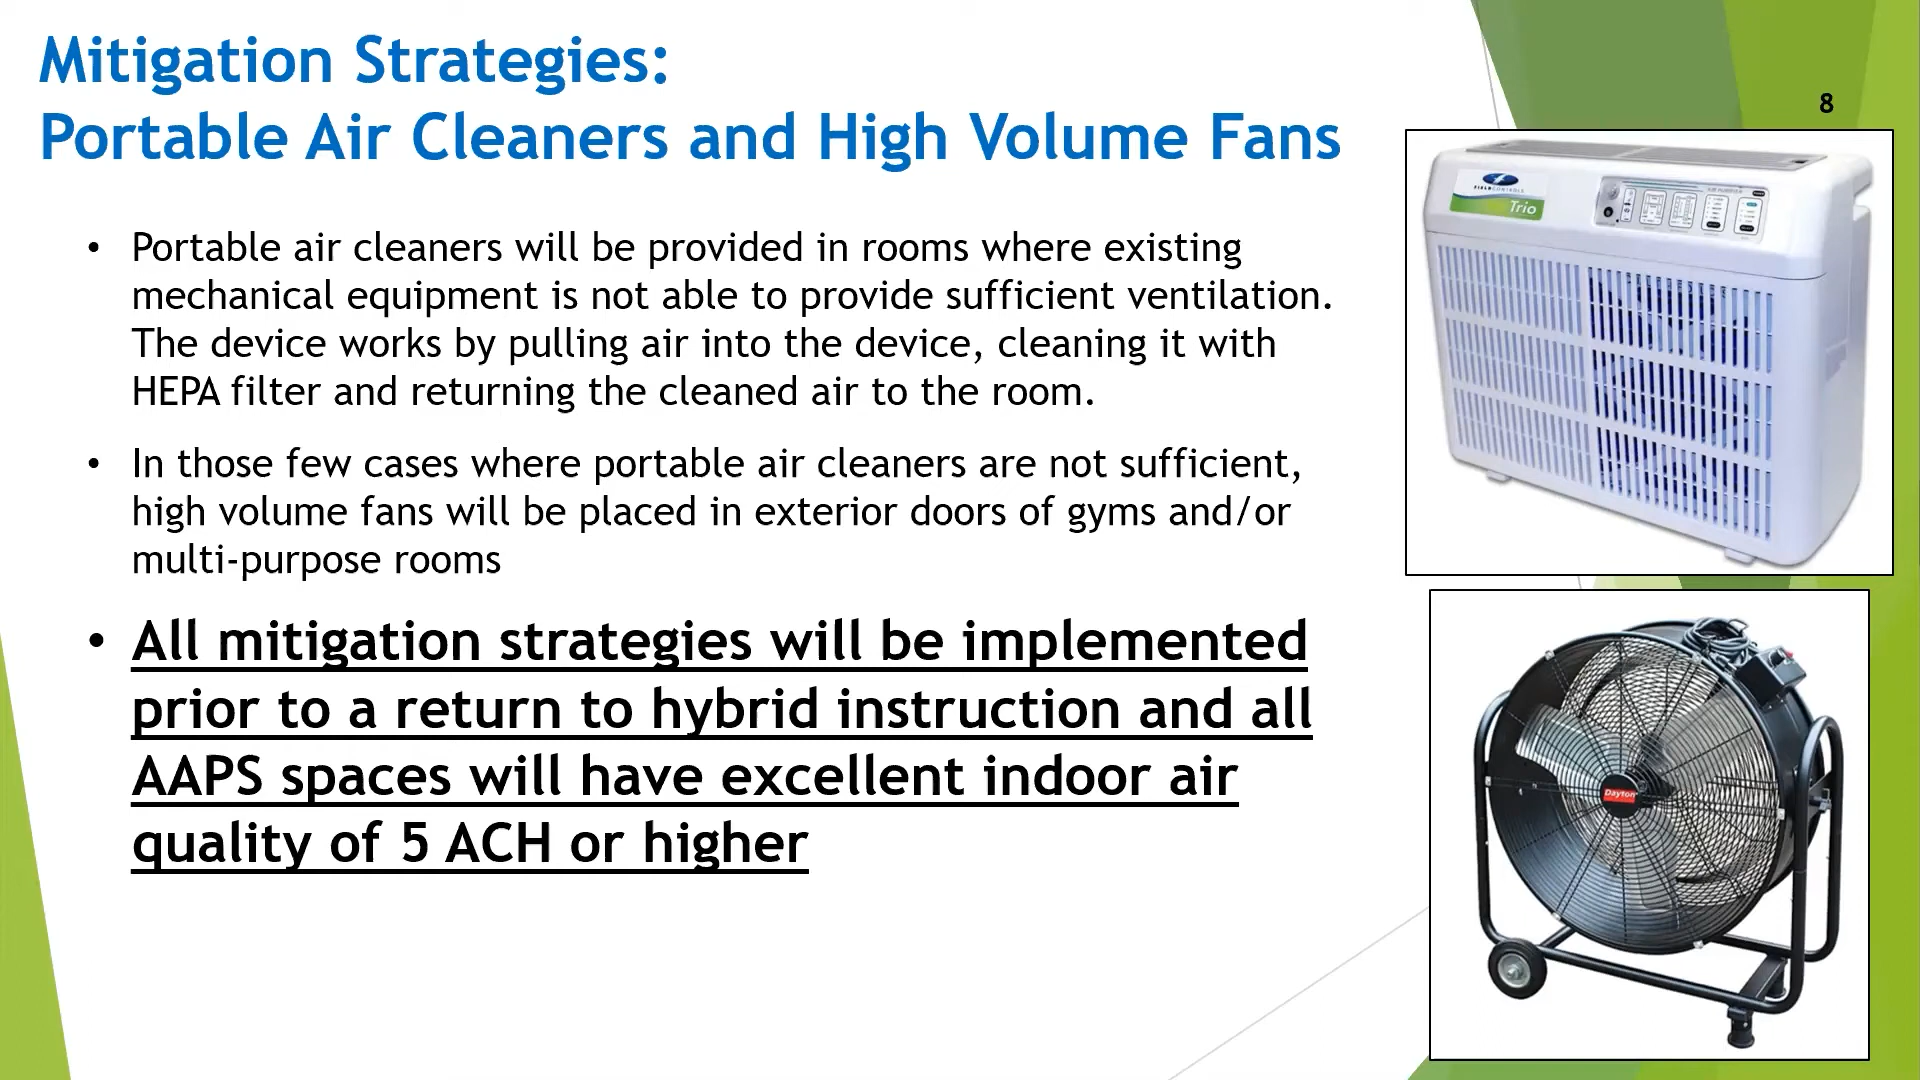 Mitigation Strategies:
Portable Air Cleaners and High Volume Fans
8
• Portable air cleaners will be provided in rooms where existing
mechanical equipment is not able to provide sufficient ventilation.
The device works by pulling air into the device, cleaning it with
HEPA filter and returning the cleaned air to the room.
• In those few cases where portable air cleaners are not sufficient,
high volume fans will be placed in exterior doors of gyms and/or
multi-purpose rooms
• All mitigation strategies will be implemented
prior to a return to hybrid instruction and all
AAPS spaces will have excellent indoor air
quality of 5 ACH or higher
FIELD CONTROLS
Trio
Dayton